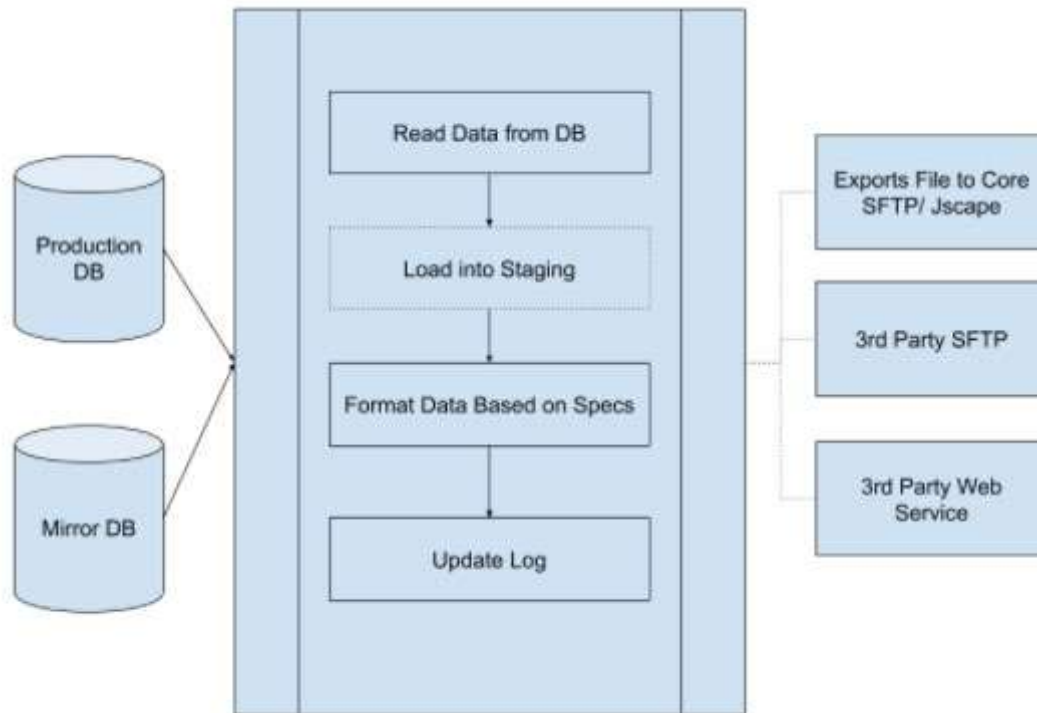 Production
DB
Mirror DB
Read Data from DB
Load into Staging
Format Data Based on Specs
Update Log
Exports File to Core
SFTP/ Jscape
3rd Party SFTP
3rd Party Web
Service